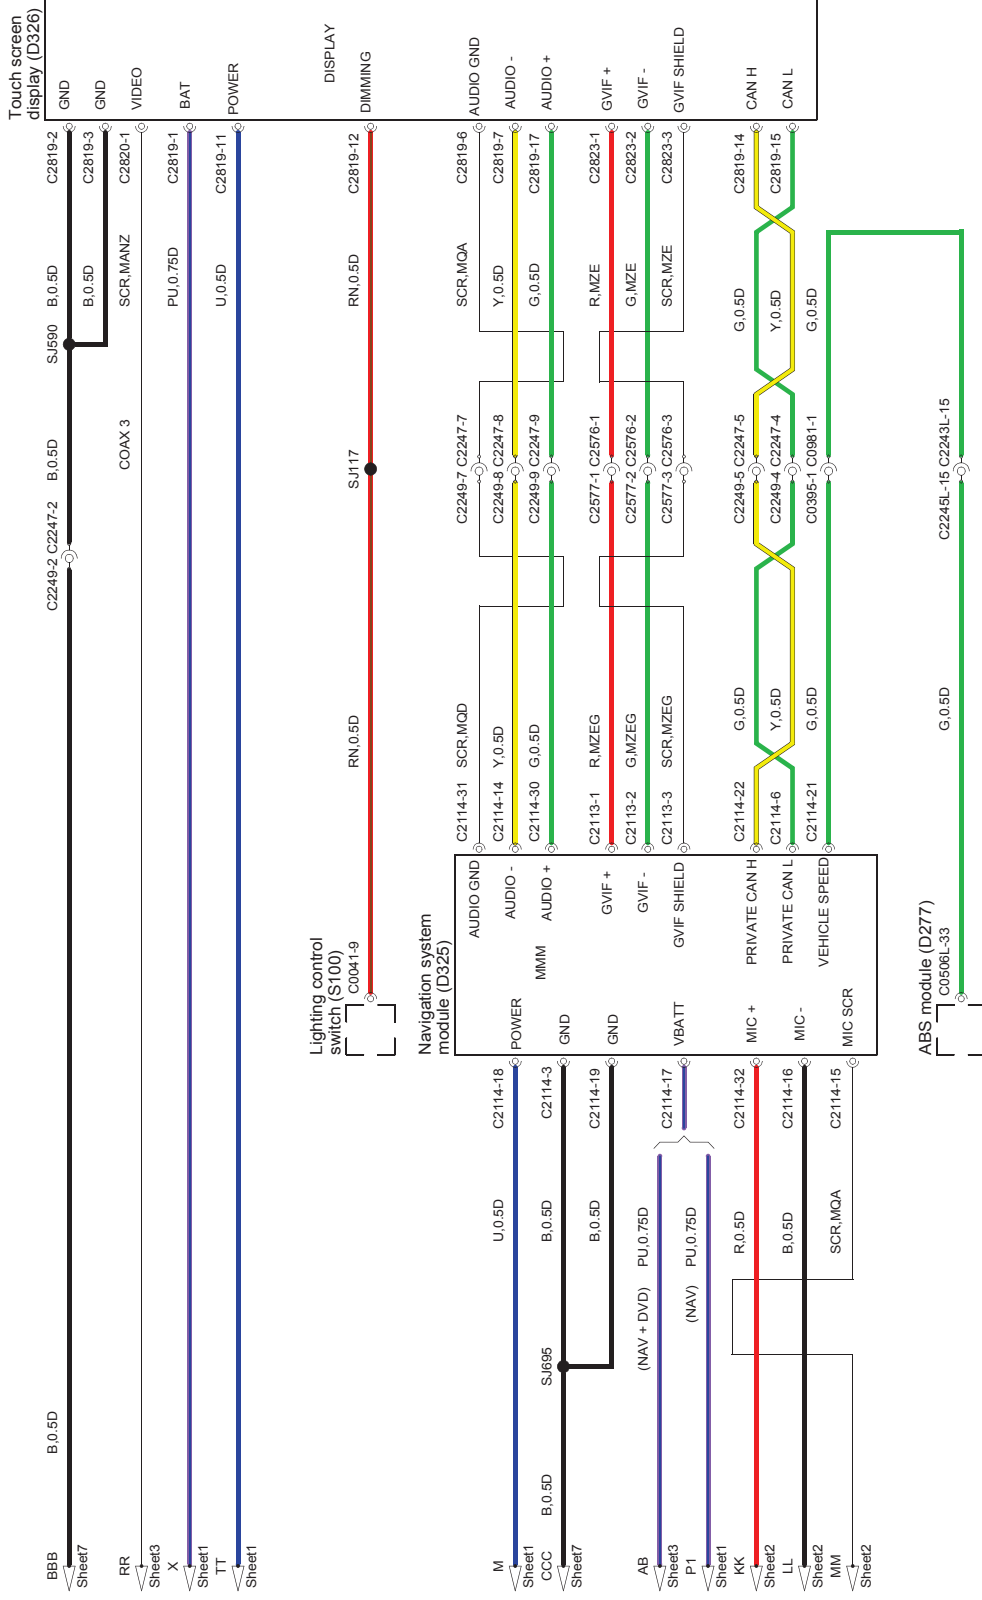 Touch screen
display (D326)
GND
GND
VIDEO
BAT
POWER
DISPLAY
DIMMING
AUDIO GND
AUDIO -
AUDIO +
GVIF +
GVIF -
GVIF SHIELD
CAN H
CAN L
C2819-2
C2819-3
C2820-1
C2819-1
C2819-11
C2819-12
C2819-6
C2819-7
C2819-17
C2823-1
C2823-2
C2823-3
C2819-14
C2819-15
B,0.5D
B,0.5D
SCR,MANZ
PU,0.75D
U,0.5D
RN,0.5D
SCR,MQA
Y,0.5D
G,0.5D
R,MZE
G,MZE
SCR,MZE
G,0.5D
Y,0.5D
G,0.5D
SJ590
B,0.5D
COAX 3
SJ117
C2249-2 C2247-2
C2249-7 C2247-7
C2249-8 C2247-8
C2249-9 C2247-9
C2577-1 C2576-1
C2577-2 C2576-2
C2577-3 C2576-3
C2249-5 C2247-5
C2249-4 C2247-4
C0395-1 C0981-1
C2245L-15 C2243L-15
RN,0.5D
SCR,MQD
Y,0.5D
G,0.5D
R,MZEG
G,MZEG
SCR,MZEG
G,0.5D
Y,0.5D
G,0.5D
G,0.5D
C2114-31
C2114-14
C2114-30
C2113-1
C2113-2
C2113-3
C2114-22
C2114-6
C2114-21
Lighting control
switch (S100)
C0041-9
Navigation system
module (D325)
AUDIO GND
AUDIO -
AUDIO +
MMM
GVIF +
GVIF -
GVIF SHIELD
PRIVATE CAN H
PRIVATE CAN L
VEHICLE SPEED
POWER
GND
GND
VBATT
MIC +
MIC -
MIC SCR
ABS module (D277)
C0506L-33
C2114-18
C2114-3
C2114-19
C2114-17
C2114-32
C2114-16
C2114-15
U,0.5D
B,0.5D
B,0.5D
PU,0.75D
PU,0.75D
R,0.5D
B,0.5D
SCR,MQA
(NAV + DVD)
(NAV)
SJ695
B,0.5D
B,0.5D
BBB
Sheet7
RR
Sheet3
X
Sheet1
TT
Sheet1
M
Sheet1
CCC
Sheet7
AB
Sheet3
P1
Sheet1
KK
Sheet2
LL
Sheet2
MM
Sheet2